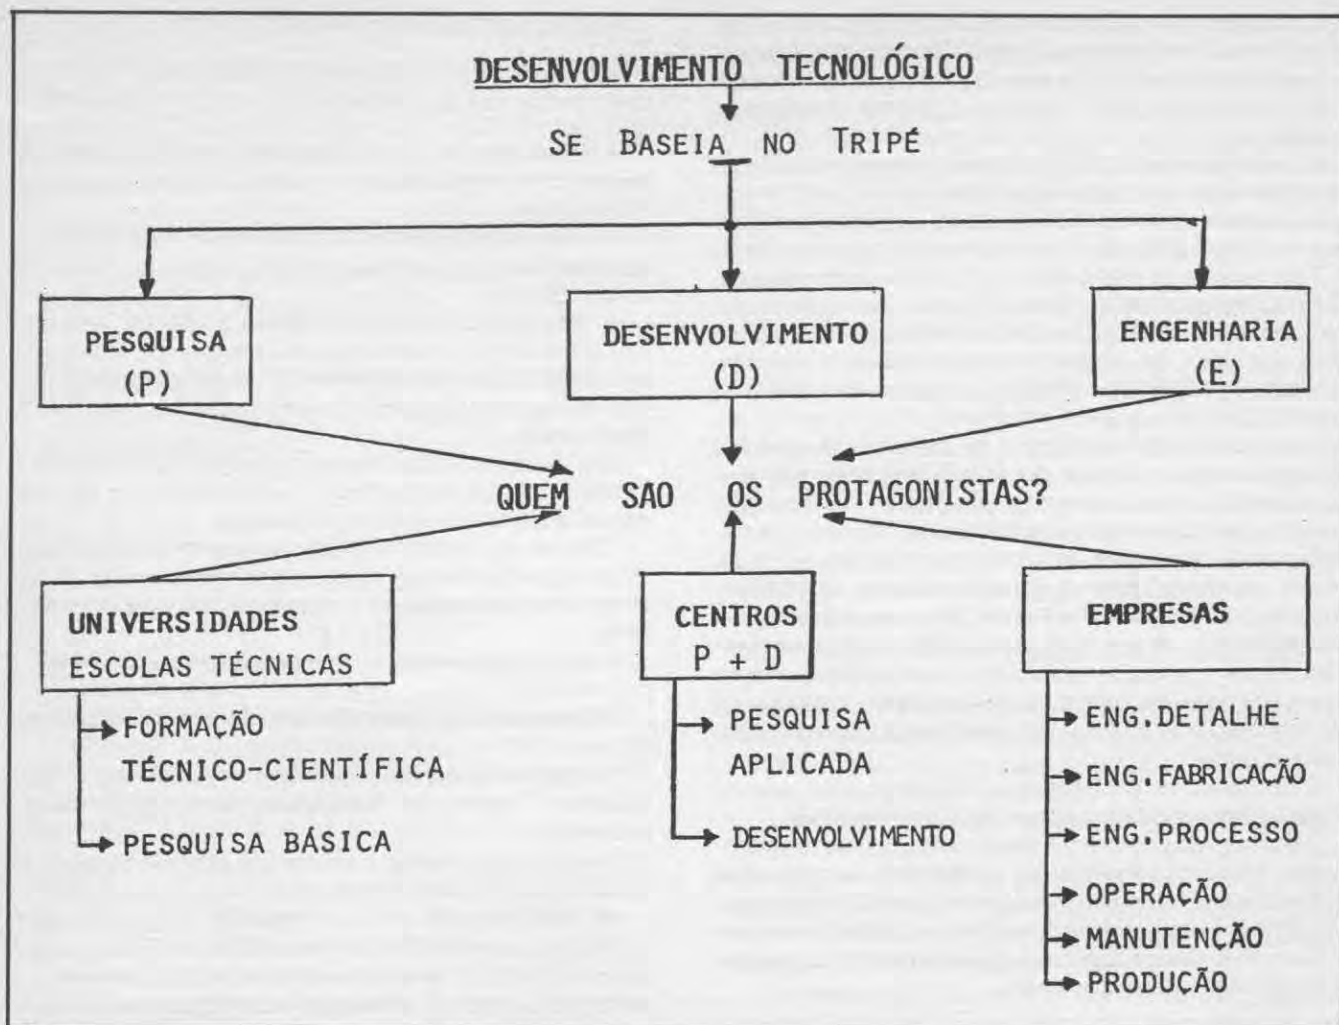 DESENVOLVIMENTO TECNOLÓGICO
SE BASEIA NO TRIPÉ
PESQUISA
(P)
DESENVOLVIMENTO
(D)
ENGENHARIA
(E)
QUEM SAO OS PROTAGONISTAS?
UNIVERSIDADES
ESCOLAS TÉCNICAS
FORMAÇÃO
TÉCNICO-CIENTÍFICA
PESQUISA BÁSICA
CENTROS
P + D
PESQUISA
APLICADA
DESENVOLVIMENTO
EMPRESAS
ENG.DETALHE
ENG.FABRICAÇÃO
ENG.PROCESSO
OPERAÇÃO
MANUTENÇÃO
PRODUÇÃO